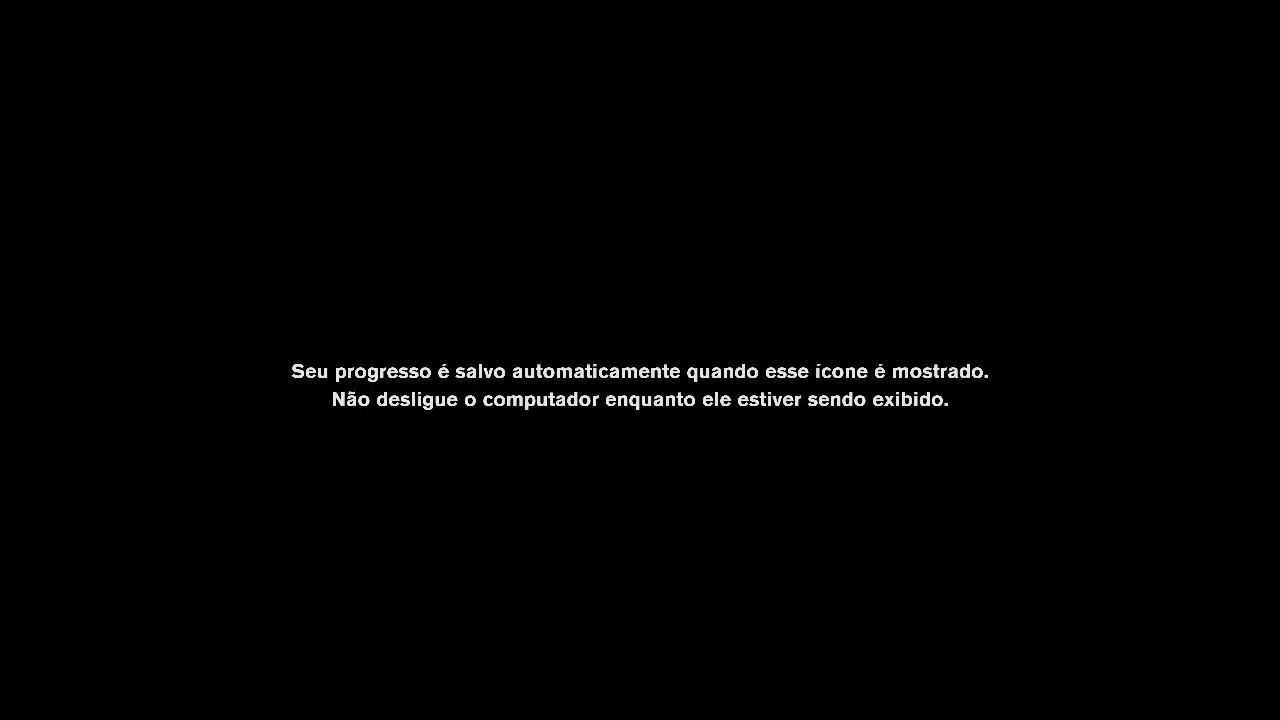 Seu progresso é salvo automaticamente quando esse ícone é mostrado.
Não desligue o computador enquanto ele estiver sendo exibido.